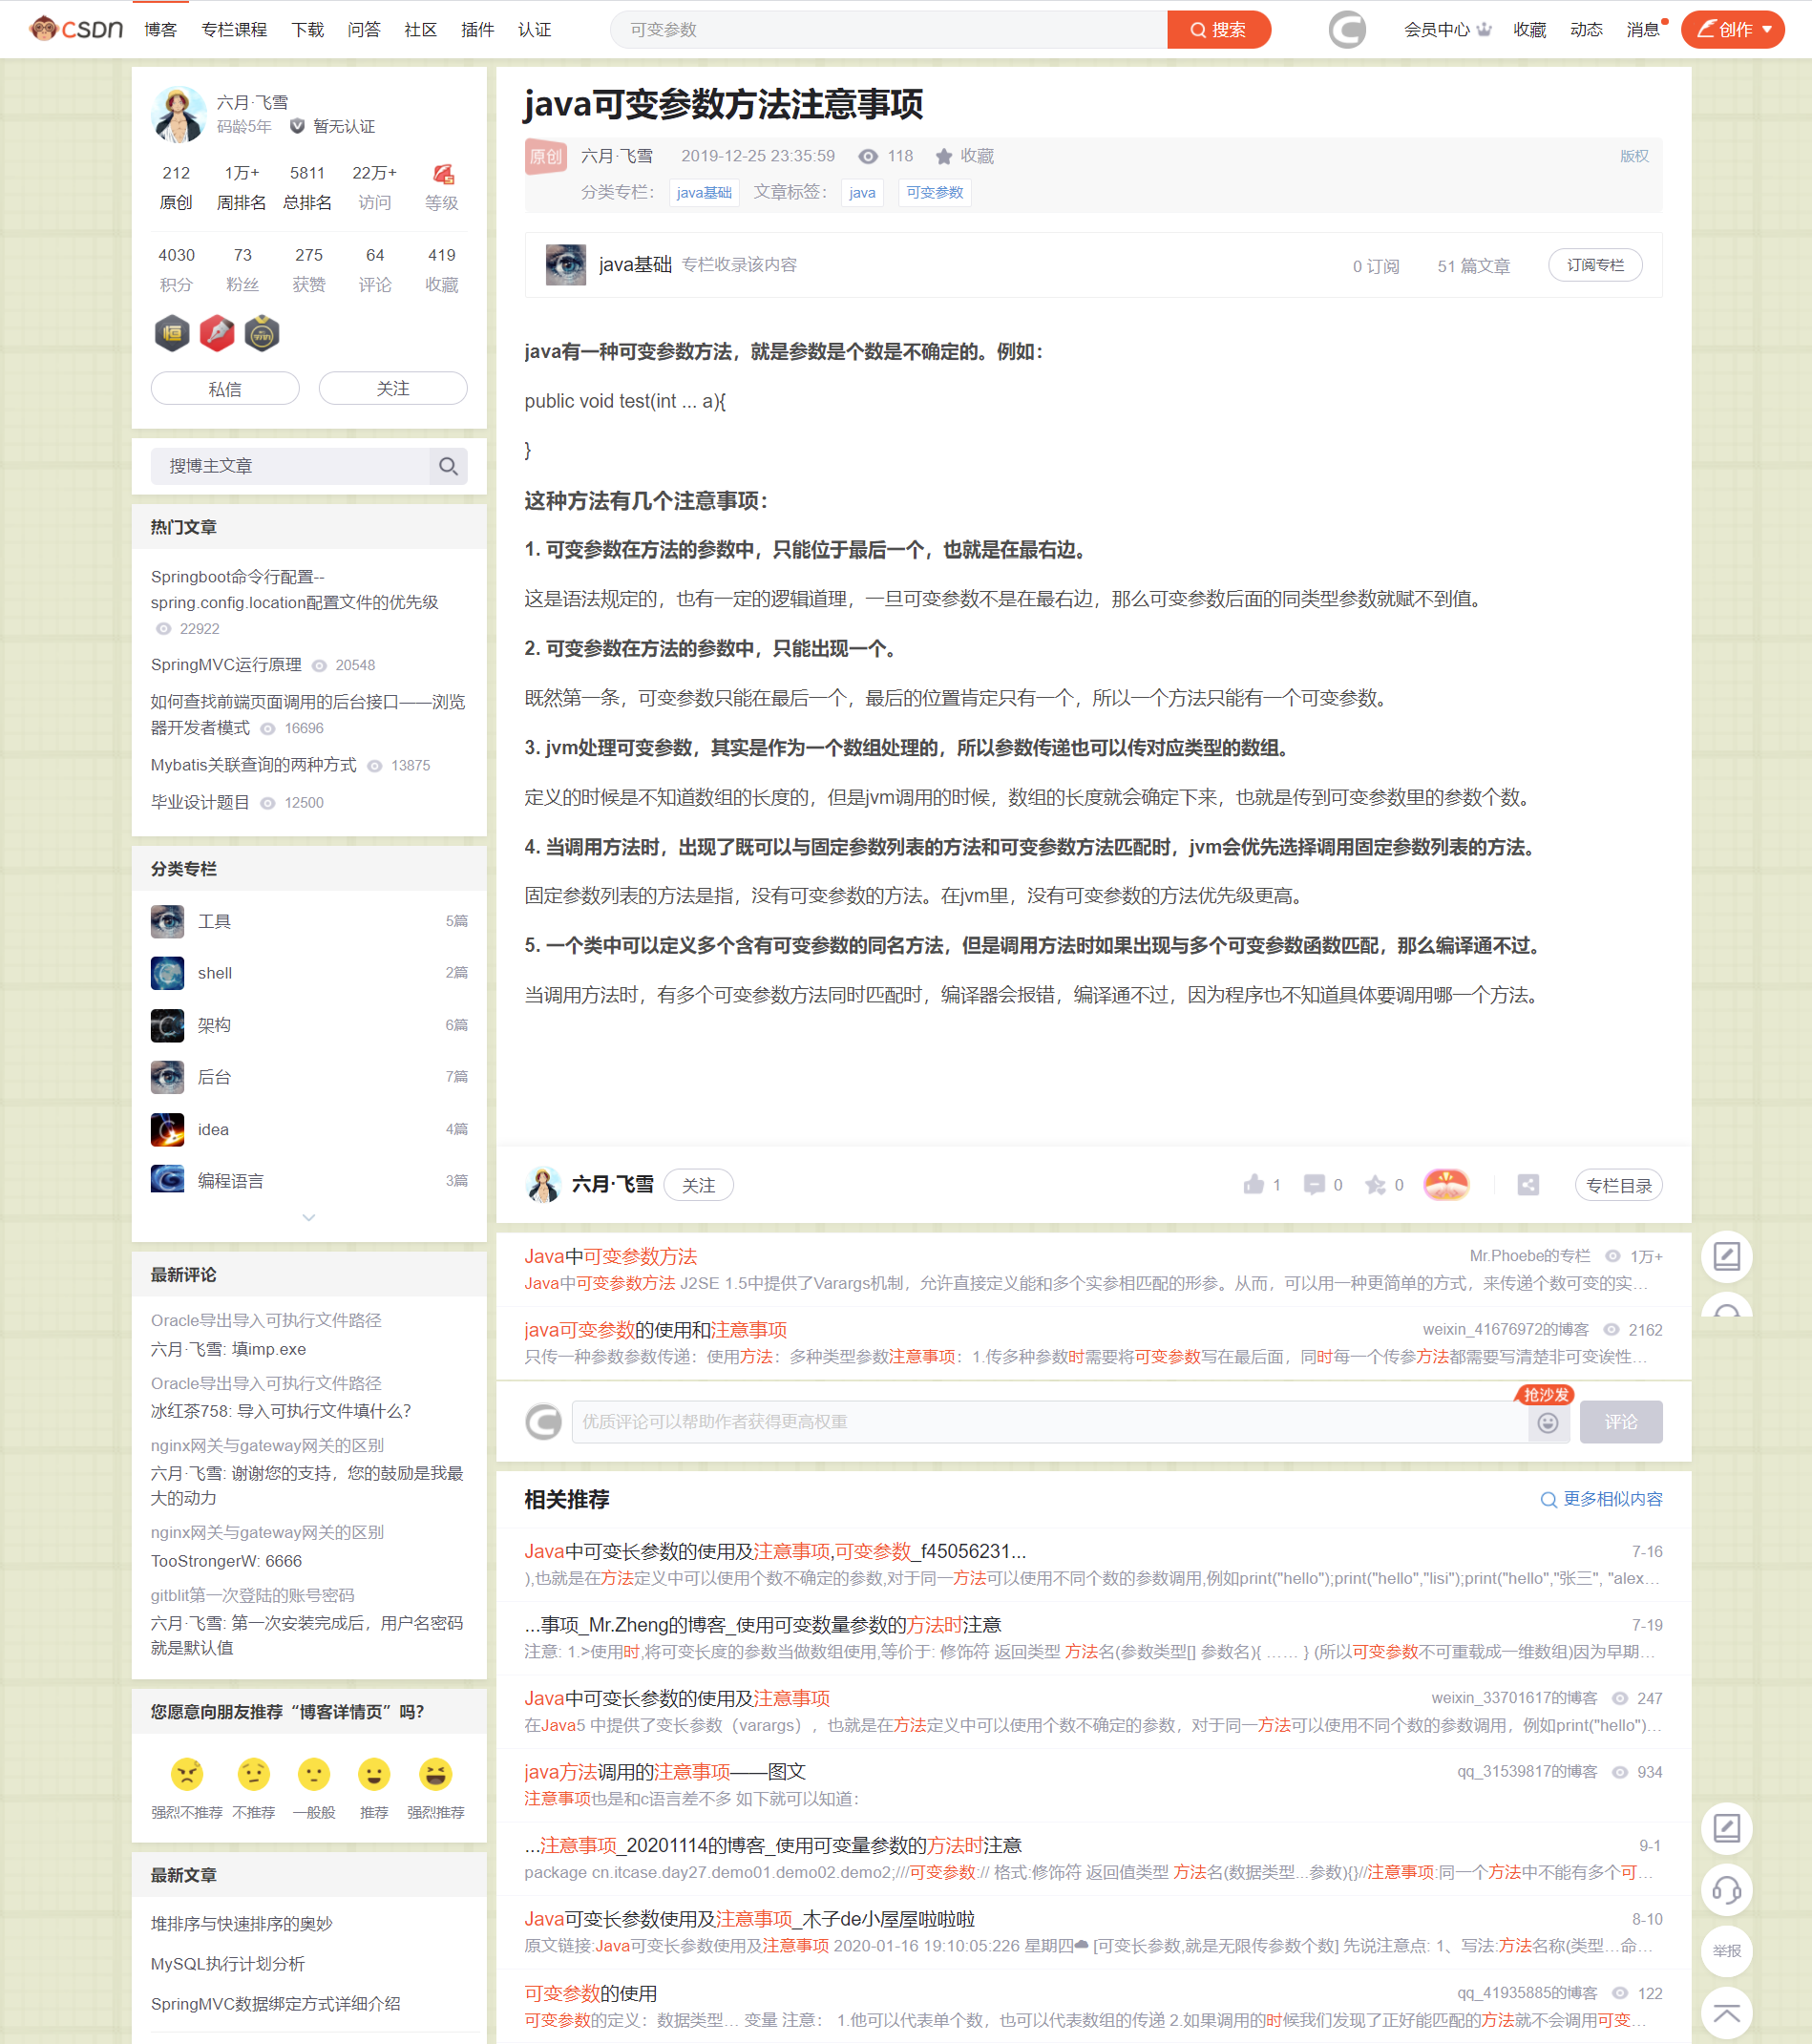 CSDN 博客 专栏课程 下载 问答 社区 插件 认证 可变参数 搜索 会员中心 收藏 动态 消息 创作
六月·飞雪
码龄5年 暂无认证
212 1万+ 5811 22万+
原创 周排名 总排名 访问 等级
4030 73 275 64 419
积分 粉丝 获赞 评论 收藏
私信 关注
搜博主文章
热门文章
Springboot命令行配置--
spring.config.location配置文件的优先级
22922
SpringMVC运行原理 20548
如何查找前端页面调用的后台接口——浏览
器开发者模式 16696
Mybatis关联查询的两种方式 13875
毕业设计题目 12500
分类专栏
工具 5篇
shell 2篇
架构 6篇
后台 7篇
idea 4篇
编程语言 3篇
最新评论
Oracle导出导入可执行文件路径
六月·飞雪: 填imp.exe
Oracle导出导入可执行文件路径
冰红茶758: 导入可执行文件填什么?
nginx网关与gateway网关的区别
六月·飞雪: 谢谢您的支持，您的鼓励是我最
大的动力
nginx网关与gateway网关的区别
TooStrongerW: 6666
gitblit第一次登陆的账号密码
六月·飞雪: 第一次安装完成后，用户名密码
就是默认值
您愿意向朋友推荐“博客详情页”吗？
强烈不推荐 不推荐 一般般 推荐 强烈推荐
最新文章
堆排序与快速排序的奥妙
MySQL执行计划分析
SpringMVC数据绑定方式详细介绍
java可变参数方法注意事项
原创 六月·飞雪 2019-12-25 23:35:59 118 收藏 版权
分类专栏： java基础 文章标签： java 可变参数
java基础 专栏收录该内容 0 订阅 51 篇文章 订阅专栏
java有一种可变参数方法，就是参数是个数是不确定的。例如：
public void test(int ... a){
}
这种方法有几个注意事项：
1. 可变参数在方法的参数中，只能位于最后一个，也就是在最右边。
这是语法规定的，也有一定的逻辑道理，一旦可变参数不是在最右边，那么可变参数后面的同类型参数就赋不到值。
2. 可变参数在方法的参数中，只能出现一个。
既然第一条，可变参数只能在最后一个，最后的位置肯定只有一个，所以一个方法只能有一个可变参数。
3. jvm处理可变参数，其实是作为一个数组处理的，所以参数传递也可以传对应类型的数组。
定义的时候是不知道数组的长度的，但是jvm调用的时候，数组的长度就会确定下来，也就是传到可变参数里的参数个数。
4. 当调用方法时，出现了既可以与固定参数列表的方法和可变参数方法匹配时，jvm会优先选择调用固定参数列表的方法。
固定参数列表的方法是指，没有可变参数的方法。在jvm里，没有可变参数的方法优先级更高。
5. 一个类中可以定义多个含有可变参数的同名方法，但是调用方法时如果出现与多个可变参数函数匹配，那么编译通不过。
当调用方法时，有多个可变参数方法同时匹配时，编译器会报错，编译通不过，因为程序也不知道具体要调用哪一个方法。
六月·飞雪 关注 1 0 0 专栏目录
Java中可变参数方法 Mr.Phoebe的专栏 1万+
Java中可变参数方法 J2SE 1.5中提供了Varargs机制，允许直接定义能和多个实参相匹配的形参。从而，可以用一种更简单的方式，来传递个数可变的实...
java可变参数的使用和注意事项 weixin_41676972的博客 2162
只传一种参数参数传递：使用方法：多种类型参数注意事项：1.传多种参数时需要将可变参数写在最后面，同时每一个传参方法都需要写清楚非可变诶性...
优质评论可以帮助作者获得更高权重 抢沙发 评论
相关推荐 更多相似内容
Java中可变长参数的使用及注意事项,可变参数_f45056231... 7-16
),也就是在方法定义中可以使用个数不确定的参数,对于同一方法可以使用不同个数的参数调用,例如print("hello");print("hello","lisi");print("hello","张三", "alex...
...事项_Mr.Zheng的博客_使用可变数量参数的方法时注意 7-19
注意: 1.>使用时,将可变长度的参数当做数组使用,等价于: 修饰符 返回类型 方法名(参数类型[] 参数名){ …… } (所以可变参数不可重载成一维数组)因为早期...
Java中可变长参数的使用及注意事项 weixin_33701617的博客 247
在Java5 中提供了变长参数（varargs），也就是在方法定义中可以使用个数不确定的参数，对于同一方法可以使用不同个数的参数调用，例如print("hello")...
java方法调用的注意事项——图文 qq_31539817的博客 934
注意事项也是和c语言差不多 如下就可以知道：
...注意事项_20201114的博客_使用可变量参数的方法时注意 9-1
package cn.itcase.day27.demo01.demo02.demo2;///可变参数:// 格式:修饰符 返回值类型 方法名(数据类型...参数){}//注意事项:同一个方法中不能有多个可...
Java可变长参数使用及注意事项_木子de小屋屋啦啦啦 8-10
原文链接:Java可变长参数使用及注意事项 2020-01-16 19:10:05:226 星期四☁ [可变长参数,就是无限传参数个数] 先说注意点: 1、写法:方法名称(类型...命...
可变参数的使用 qq_41935885的博客 122
可变参数的定义：数据类型... 变量 注意： 1.他可以代表单个数，也可以代表数组的传递 2.如果调用的时候我们发现了正好能匹配的方法就不会调用可变...
举报